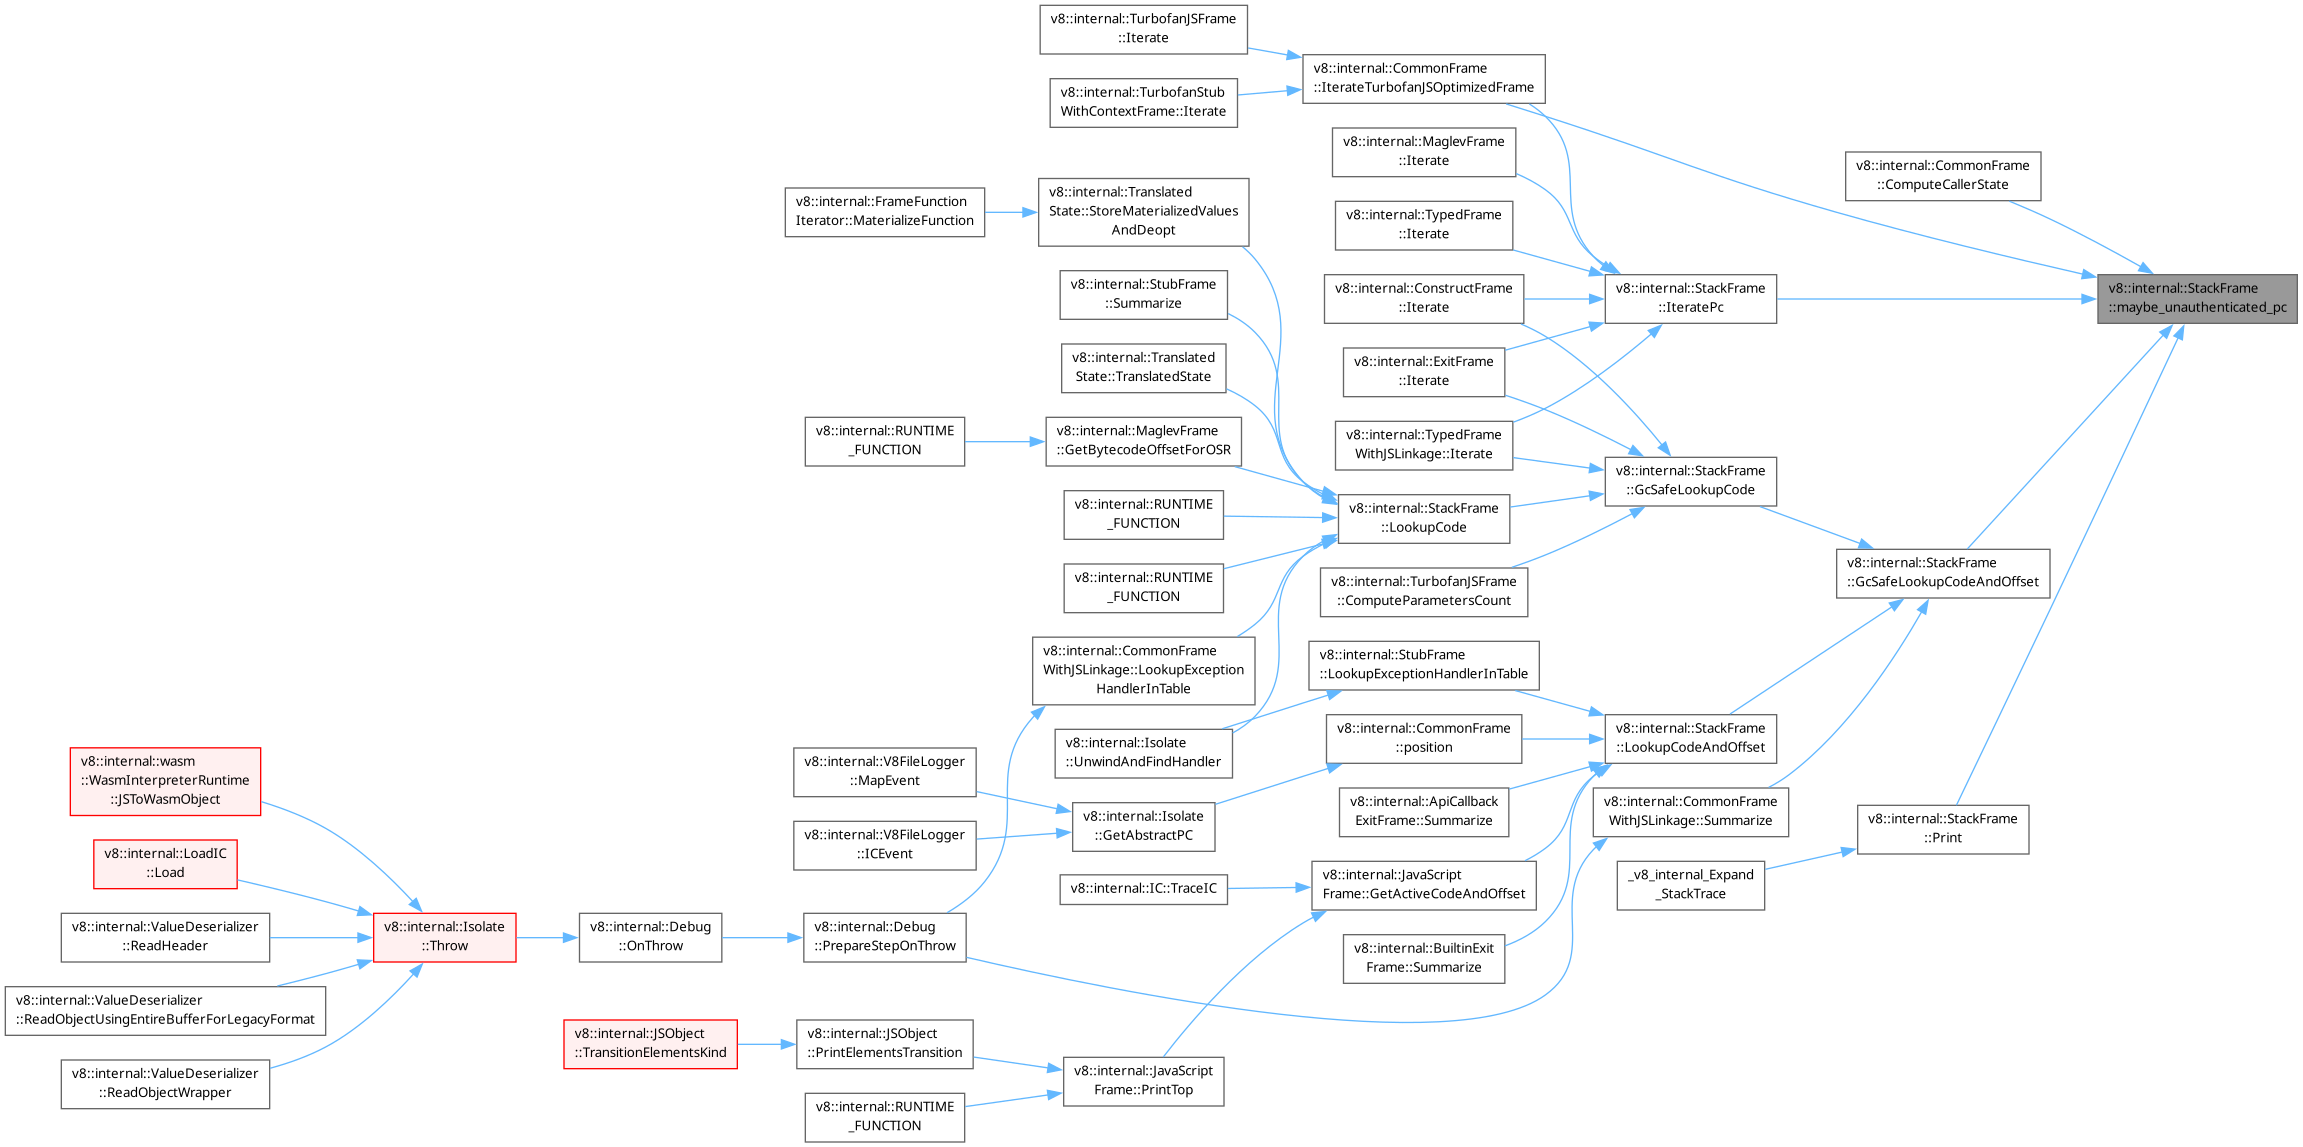 v8::internal::TurbofanJSFrame
::Iterate
v8::internal::CommonFrame
::IterateTurbofanJSOptimizedFrame
v8::internal::TurbofanStub
WithContextFrame::Iterate
v8::internal::MaglevFrame
::Iterate
v8::internal::CommonFrame
::ComputeCallerState
v8::internal::FrameFunction
Iterator::MaterializeFunction
v8::internal::Translated
State::StoreMaterializedValues
AndDeopt
v8::internal::TypedFrame
::Iterate
v8::internal::StubFrame
::Summarize
v8::internal::ConstructFrame
::Iterate
v8::internal::StackFrame
::IteratePc
v8::internal::StackFrame
::maybe_unauthenticated_pc
v8::internal::Translated
State::TranslatedState
v8::internal::ExitFrame
::Iterate
v8::internal::RUNTIME
_FUNCTION
v8::internal::MaglevFrame
::GetBytecodeOffsetForOSR
v8::internal::TypedFrame
WithJSLinkage::Iterate
v8::internal::StackFrame
::GcSafeLookupCode
v8::internal::RUNTIME
_FUNCTION
v8::internal::StackFrame
::LookupCode
v8::internal::StackFrame
::GcSafeLookupCodeAndOffset
v8::internal::RUNTIME
_FUNCTION
v8::internal::TurbofanJSFrame
::ComputeParametersCount
v8::internal::CommonFrame
WithJSLinkage::LookupException
HandlerInTable
v8::internal::StubFrame
::LookupExceptionHandlerInTable
v8::internal::Isolate
::UnwindAndFindHandler
v8::internal::CommonFrame
::position
v8::internal::StackFrame
::LookupCodeAndOffset
v8::internal::wasm
::WasmInterpreterRuntime
::JSToWasmObject
v8::internal::V8FileLogger
::MapEvent
v8::internal::ApiCallback
ExitFrame::Summarize
v8::internal::CommonFrame
WithJSLinkage::Summarize
v8::internal::Isolate
::GetAbstractPC
v8::internal::StackFrame
::Print
v8::internal::V8FileLogger
::ICEvent
v8::internal::LoadIC
::Load
v8::internal::IC::TraceIC
v8::internal::JavaScript
Frame::GetActiveCodeAndOffset
_v8_internal_Expand
_StackTrace
v8::internal::ValueDeserializer
::ReadHeader
v8::internal::Isolate
::Throw
v8::internal::Debug
::OnThrow
v8::internal::Debug
::PrepareStepOnThrow
v8::internal::BuiltinExit
Frame::Summarize
v8::internal::ValueDeserializer
::ReadObjectUsingEntireBufferForLegacyFormat
v8::internal::JSObject
::TransitionElementsKind
v8::internal::JSObject
::PrintElementsTransition
v8::internal::ValueDeserializer
::ReadObjectWrapper
v8::internal::JavaScript
Frame::PrintTop
v8::internal::RUNTIME
_FUNCTION